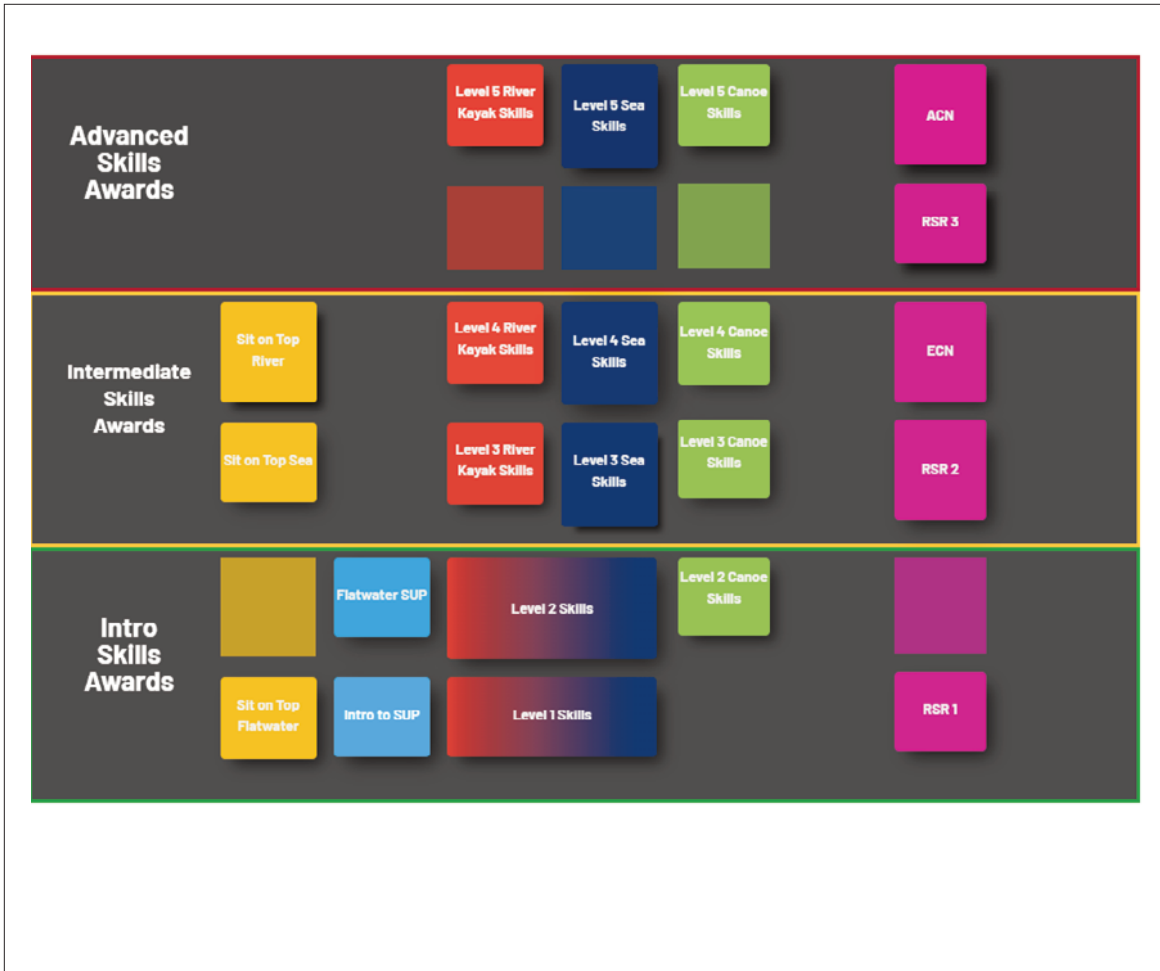 Advanced
Skills
Awards
Level 5 River
Kayak Skills
Level 5 Sea
Skills
Level 5 Canoe
Skills
ACN
RSR 3
Intermediate
Skills
Awards
Sit on Top
River
Level 4 River
Kayak Skills
Level 4 Sea
Skills
Level 4 Canoe
Skills
ECN
Sit on Top Sea
Level 3 River
Kayak Skills
Level 3 Sea
Skills
Level 3 Canoe
Skills
RSR 2
Intro
Skills
Awards
Flatwater SUP
Level 2 Skills
Level 2 Canoe
Skills
Sit on Top
Flatwater
Intro to SUP
Level 1 Skills
RSR 1